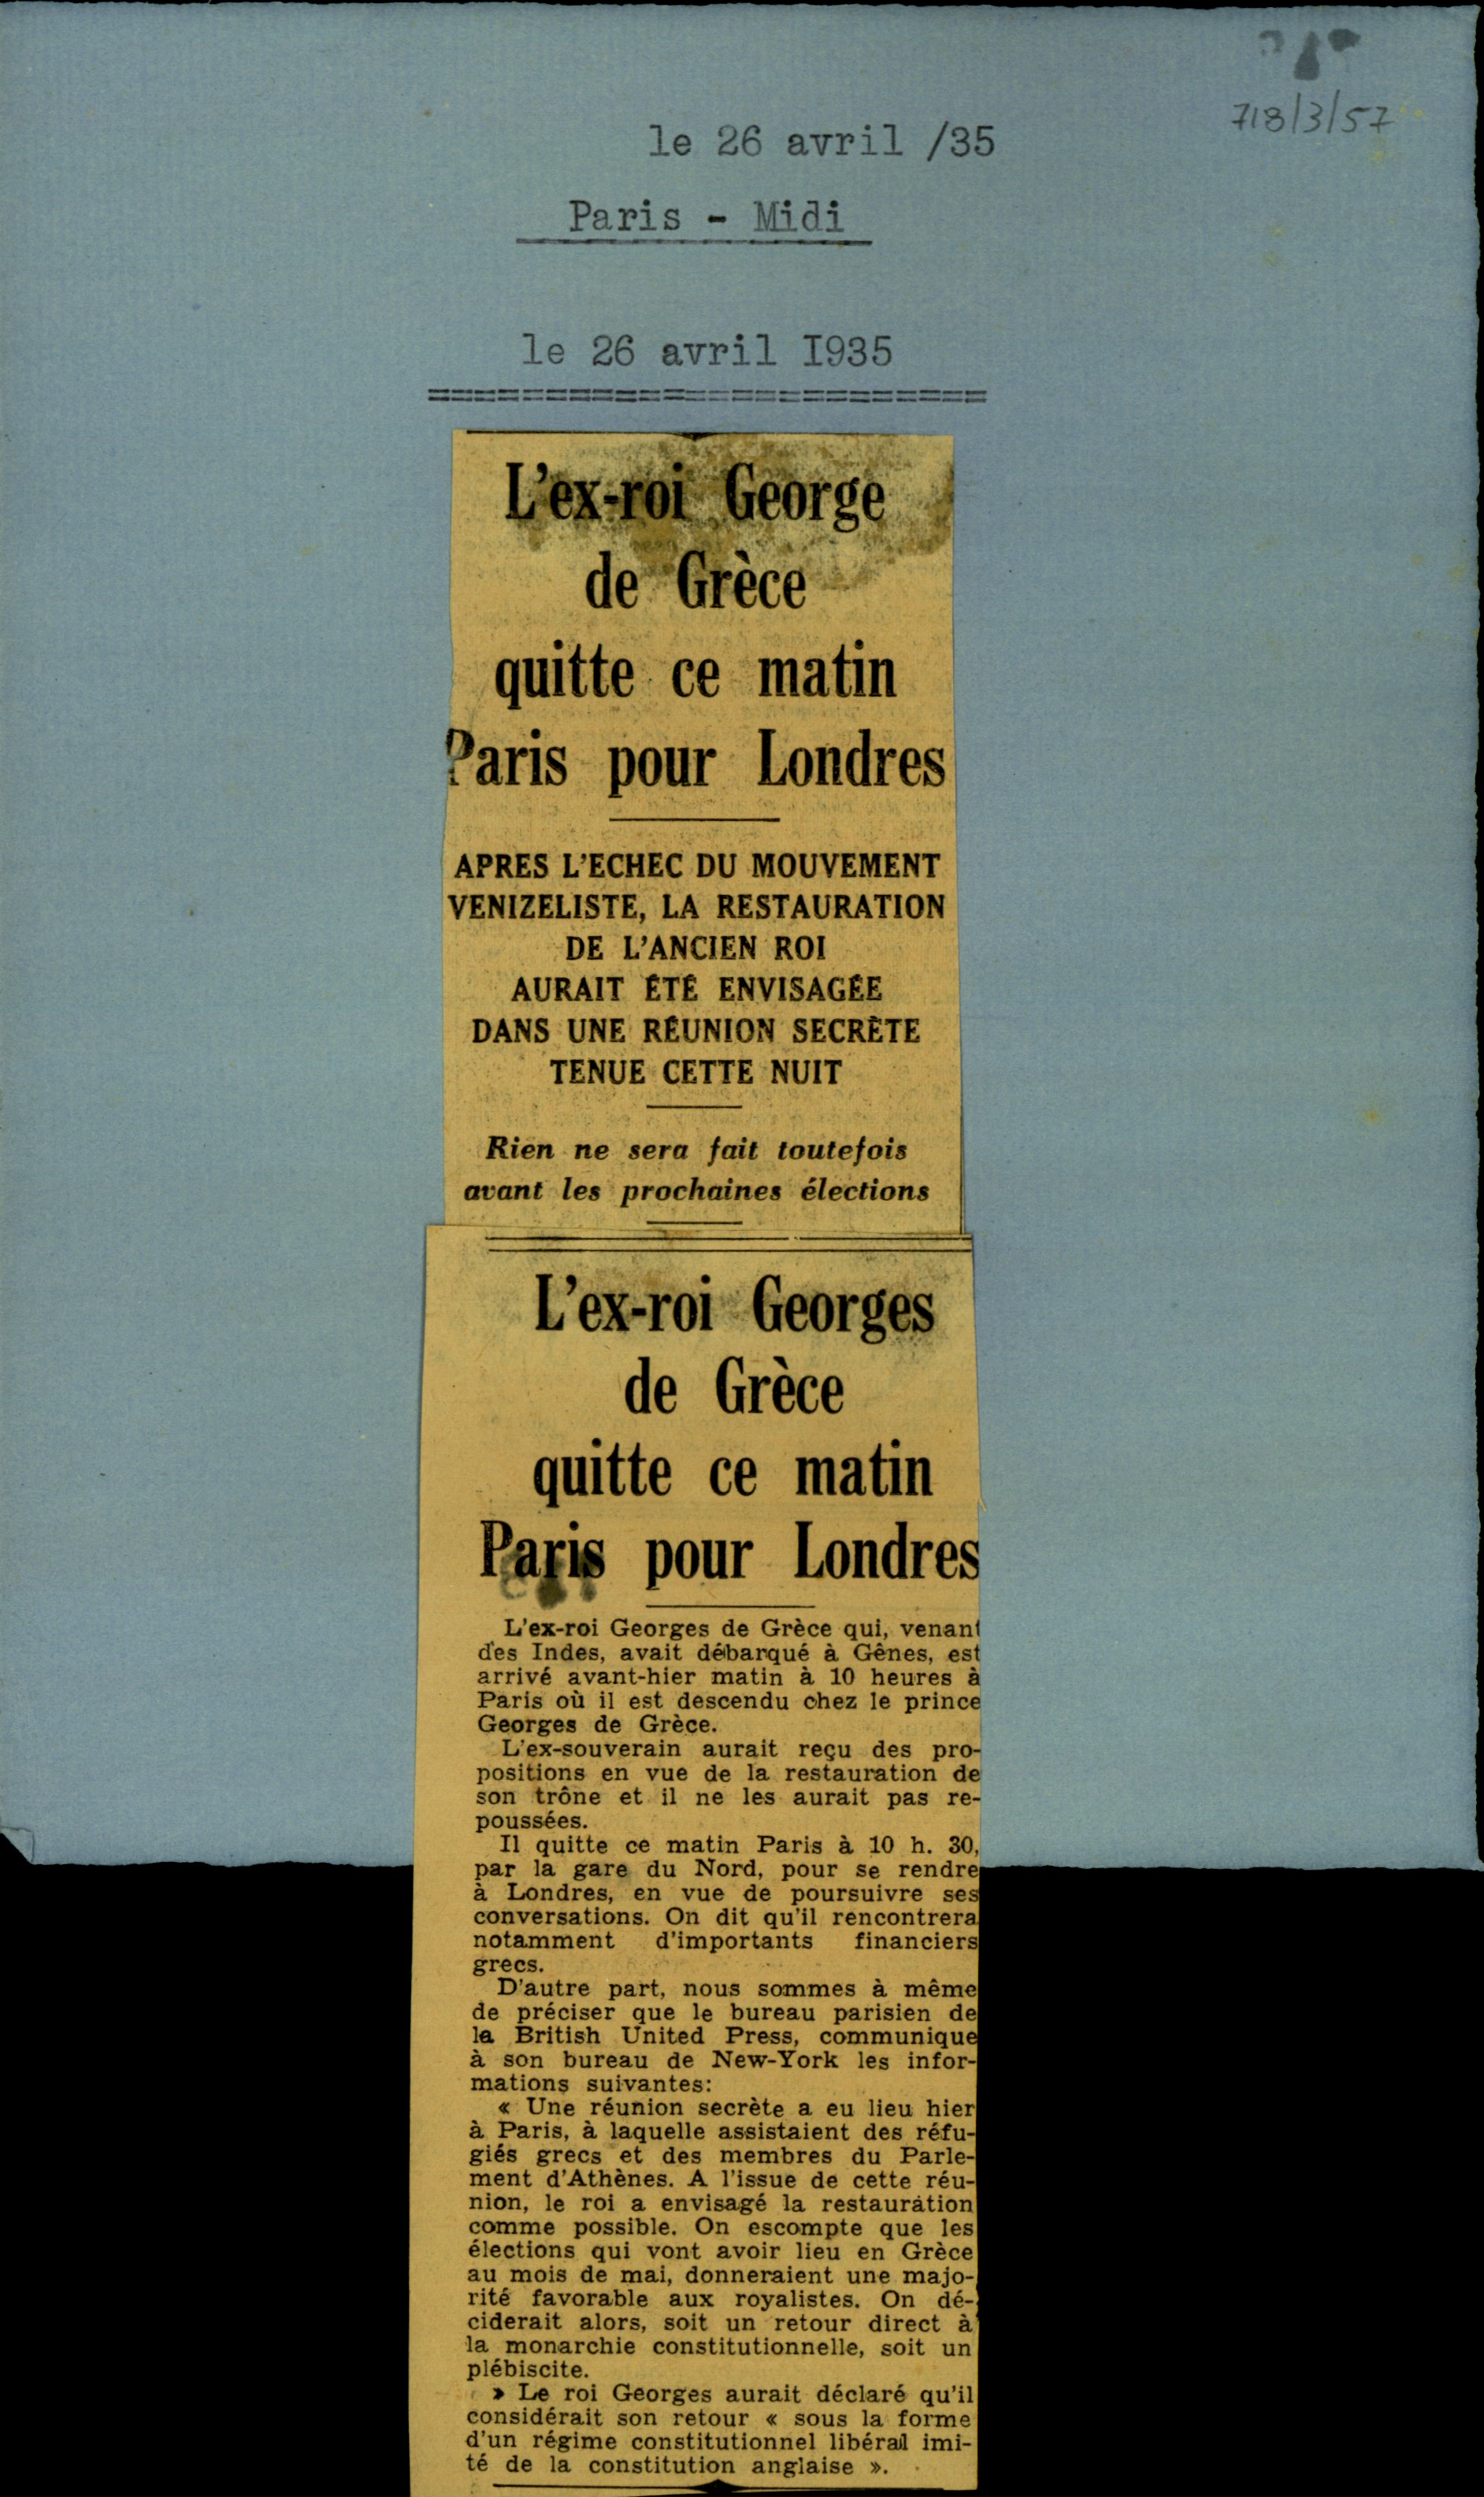 718/3/57
le 26 avril /35
Paris - Midi
le 26 avril I935
==========================
L'ex-roi George
de Grèce
quitte ce matin
Paris pour Londres
APRES L'ECHEC DU MOUVEMENT
VENIZELISTE, LA RESTAURATION
DE L'ANCIEN ROI
AURAIT ÉTÉ ENVISAGÉE
DANS UNE RÉUNION SECRÈTE
TENUE CETTE NUIT
Rien ne sera fait toutefois
avant les prochaines élections
L'ex-roi Georges
de Grèce
quitte ce matin
Paris pour Londres
L'ex-roi Georges de Grèce qui, venant
des Indes, avait débarqué à Gênes, est
arrivé avant-hier matin à 10 heures à
Paris où il est descendu chez le prince
Georges de Grèce.
L'ex-souverain aurait reçu des pro-
positions en vue de la restauration de
son trône et il ne les aurait pas re-
poussées.
Il quitte ce matin Paris à 10 h. 30,
par la gare du Nord, pour se rendre
à Londres, en vue de poursuivre ses
conversations. On dit qu'il rencontrera
notamment d'importants financiers
grecs.
D'autre part, nous sommes à même
de préciser que le bureau parisien de
la British United Press, communique
à son bureau de New-York les infor-
mations suivantes:
« Une réunion secrète a eu lieu hier
à Paris, à laquelle assistaient des réfu-
giés grecs et des membres du Parle-
ment d'Athènes. A l'issue de cette réu-
nion, le roi a envisagé la restauration
comme possible. On escompte que les
élections qui vont avoir lieu en Grèce
au mois de mai, donneraient une majo-
rité favorable aux royalistes. On dé-
ciderait alors, soit un retour direct à
la monarchie constitutionnelle, soit un
plébiscite.
» Le roi Georges aurait déclaré qu'il
considérait son retour « sous la forme
d'un régime constitutionnel libéral imi-
té de la constitution anglaise ».